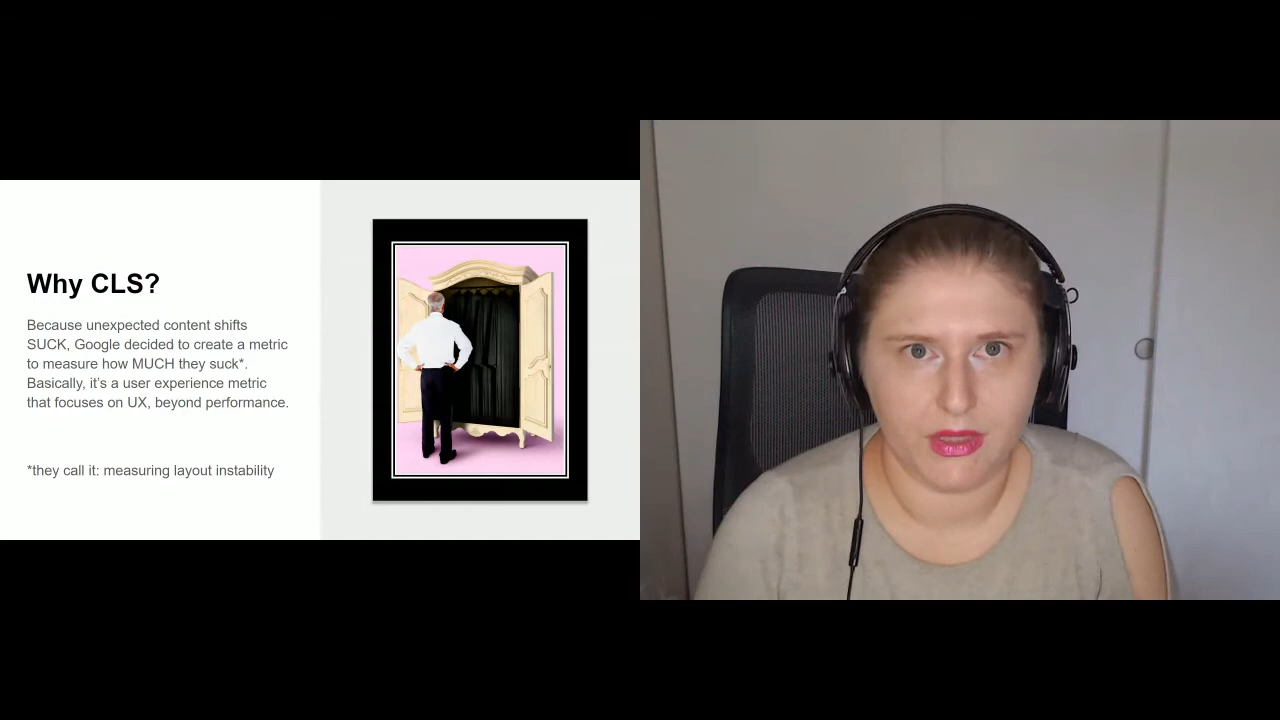 Why CLS?
Because unexpected content shifts
SUCK, Google decided to create a metric
to measure how MUCH they suck*.
Basically, it's a user experience metric
that focuses on UX, beyond performance.
*they call it: measuring layout instability